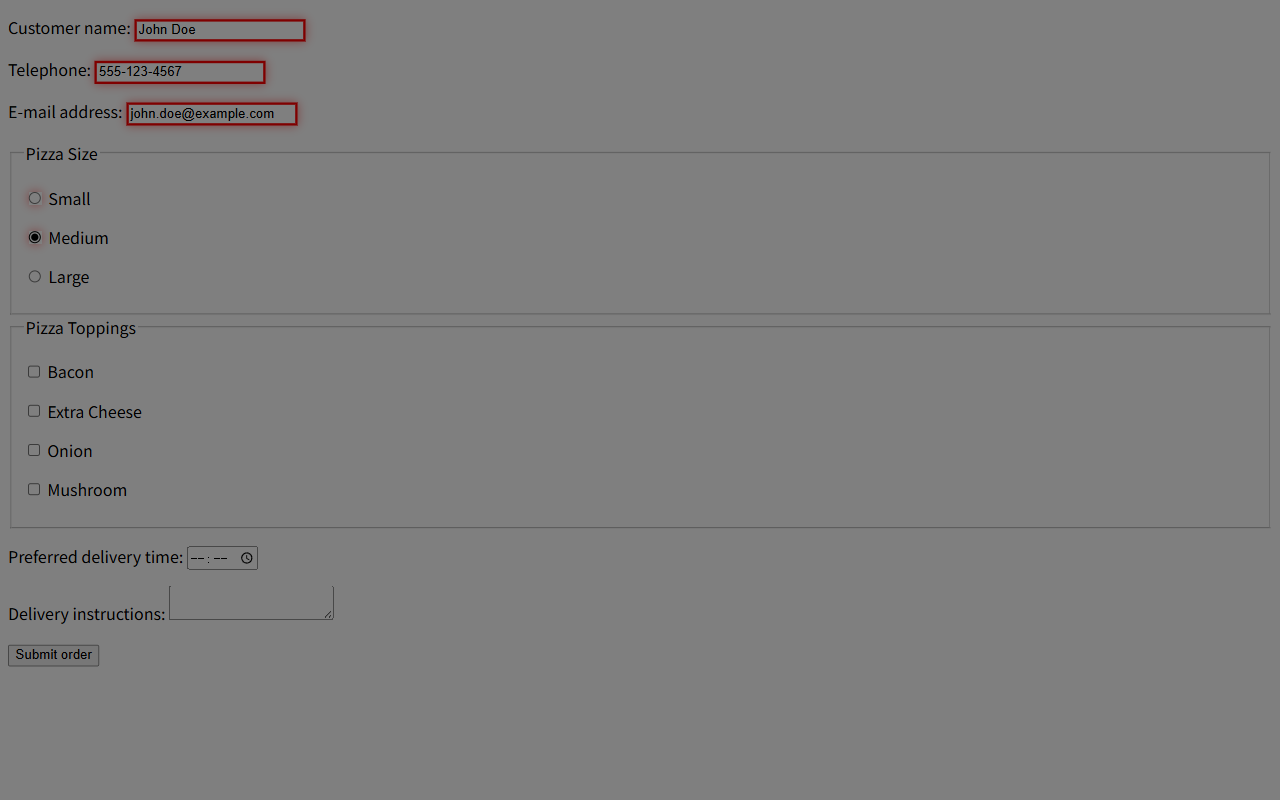 Customer name: John Doe
Telephone: 555-123-4567
E-mail address: john.doe@example.com
Pizza Size
Small
Medium
Large
Pizza Toppings
Bacon
Extra Cheese
Onion
Mushroom
Preferred delivery time: --:--
Delivery instructions:
Submit order